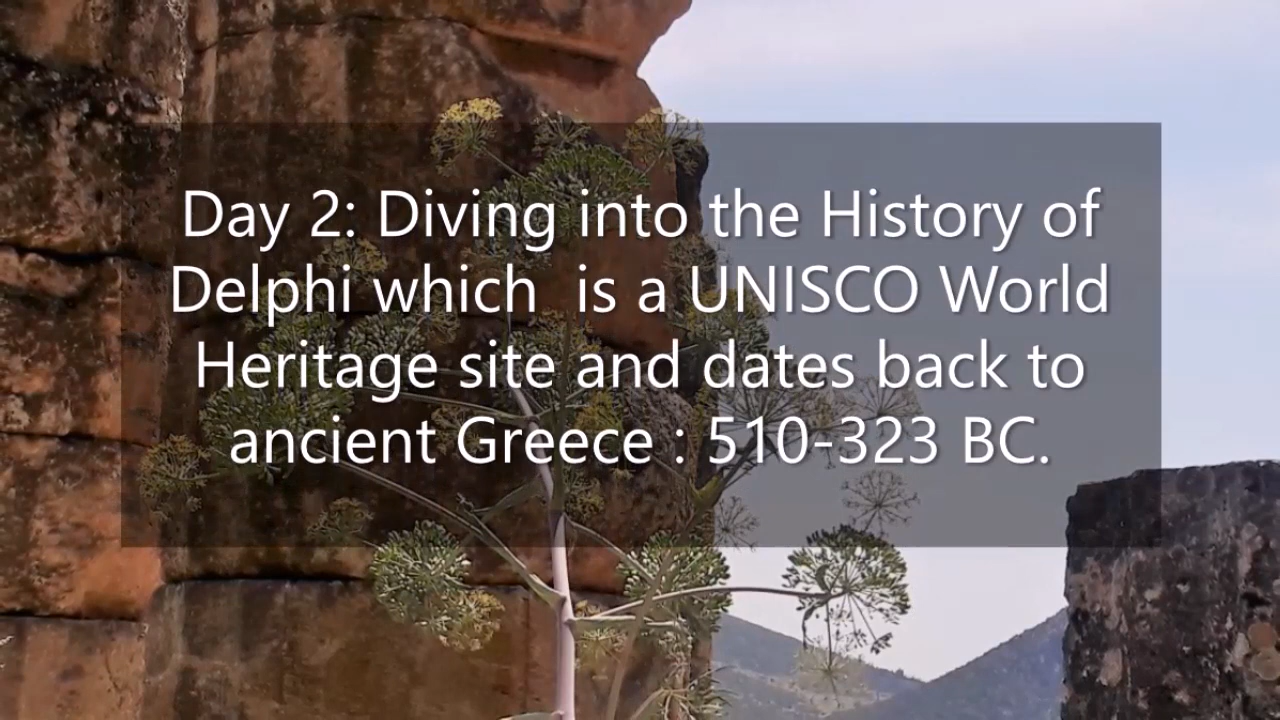 Day 2: Diving into the History of
Delphi which  is a UNISCO World
Heritage site and dates back to
ancient Greece : 510-323 BC.